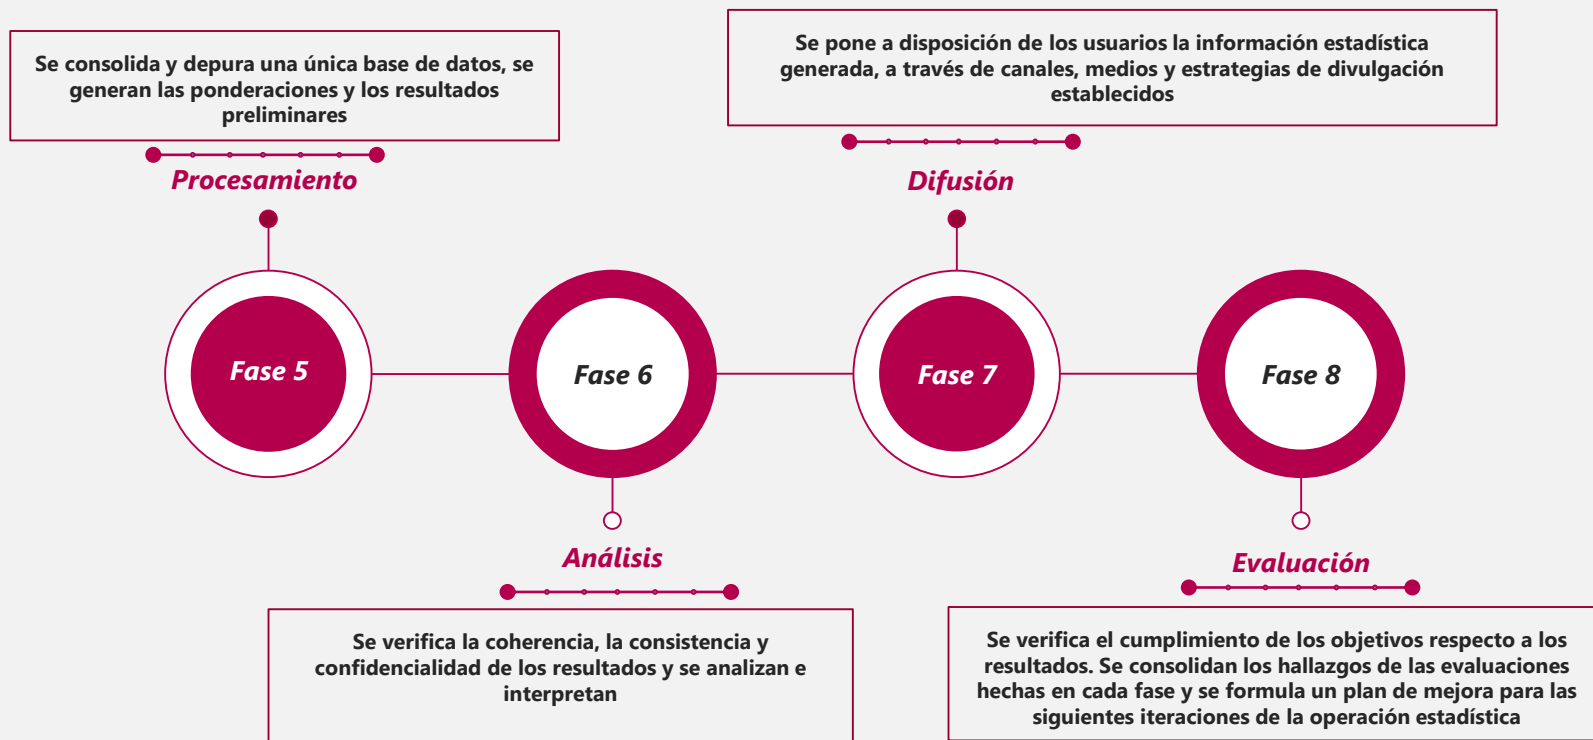 Se consolida y depura una única base de datos, se
generan las ponderaciones y los resultados
preliminares
Procesamiento
Fase 5
Fase 6
Análisis
Se verifica la coherencia, la consistencia y
confidencialidad de los resultados y se analizan e
interpretan
Se pone a disposición de los usuarios la información estadística
generada, a través de canales, medios y estrategias de divulgación
establecidos
Difusión
Fase 7
Fase 8
Evaluación
Se verifica el cumplimiento de los objetivos respecto a los
resultados. Se consolidan los hallazgos de las evaluaciones
hechas en cada fase y se formula un plan de mejora para las
siguientes iteraciones de la operación estadística